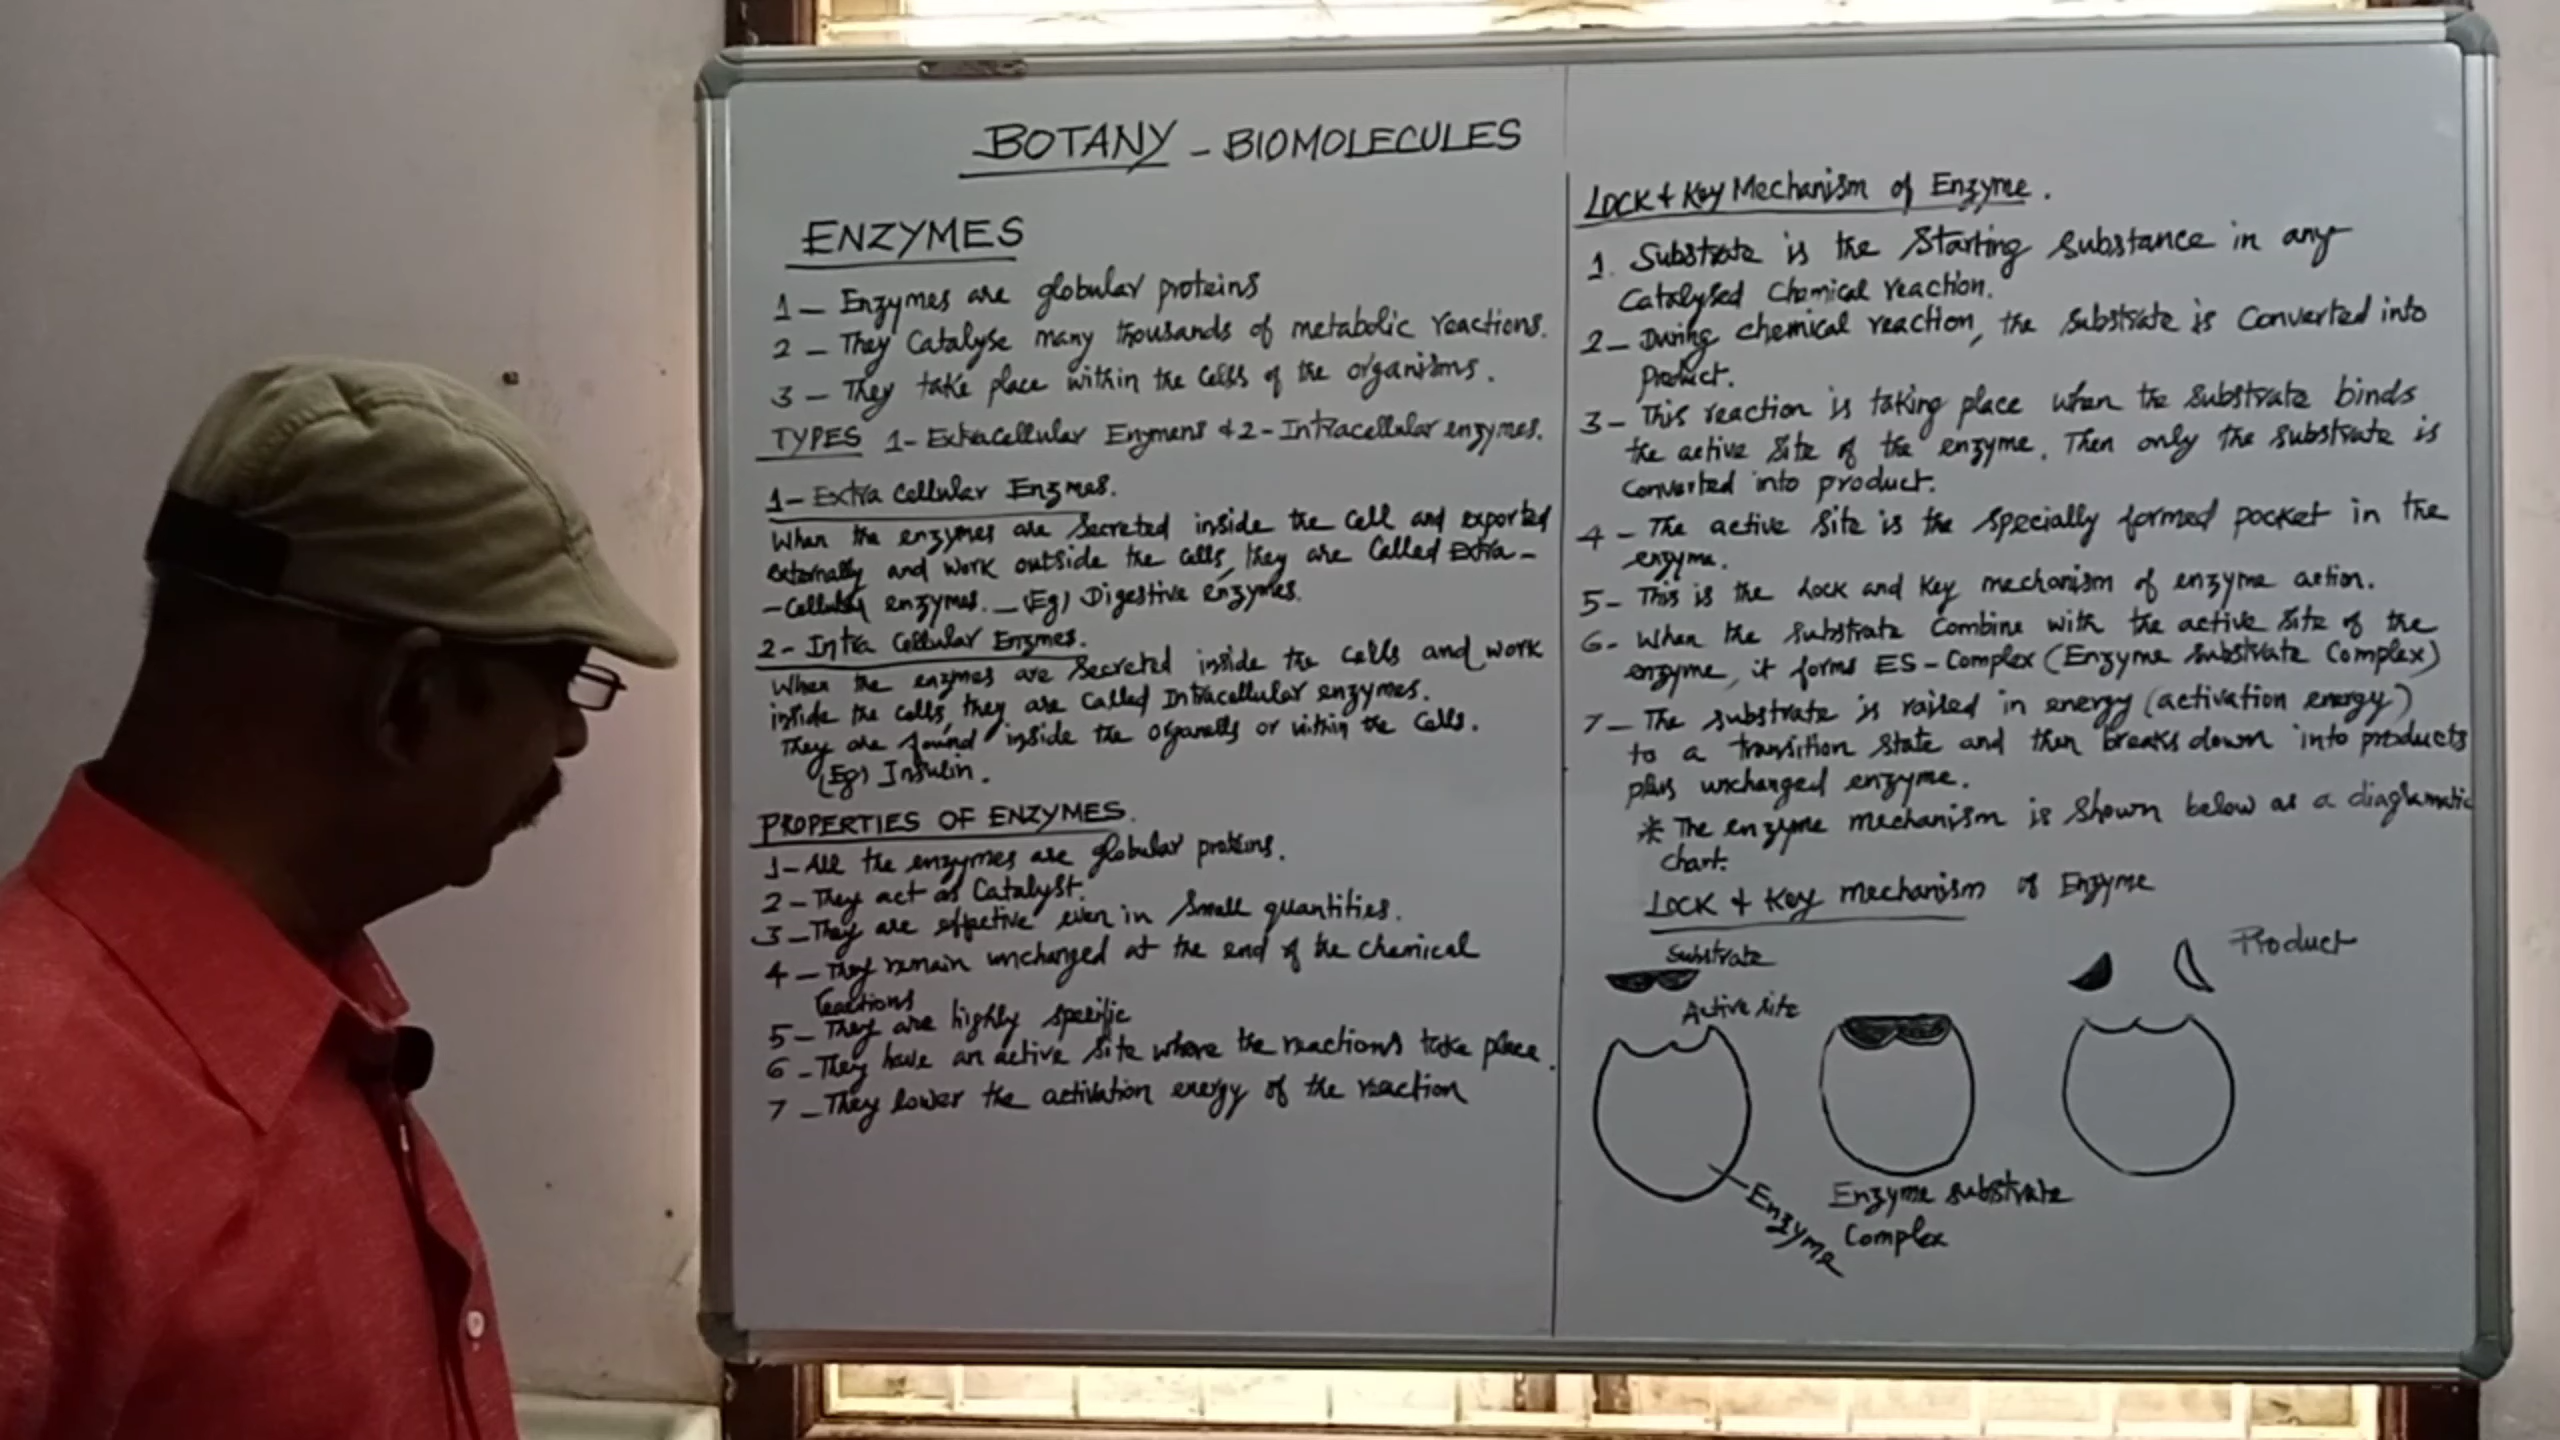 BOTANY - BIOMOLECULES
ENZYMES
1 - Enzymes are globular proteins
2 - They Catalyse many thousands of metabolic reactions.
3 - They take place within the cells of the organisms.
TYPES 1- Extracellular Enymens & 2- Intracellular enzymes.
1- Extra cellular Enzmes.
When the enzymes are secreted inside the cell and exported
externally and work outside the cells, they are called Extra-
-Cellular enzymes. - (Eg) Digestive enzymes.
2- Intra Cellular Enzmes.
When the enzmes are secreted inside the cells and work
inside the cells, they are called Intracellular enzymes.
They are found inside the organells or within the cells.
(Eg) Insulin.
PROPERTIES OF ENZYMES.
1- All the enzymes are globular proteins.
2 - They act as Catalyst.
3 - They are effective even in small quantities.
4 - They remain unchanged at the end of the chemical
reactions
5 - They are highly specific
6 - They have an active site where the reactions take place.
7 - They lower the activation energy of the reaction
LOCK & Key Mechanism of Enzyme.
1. Substrate is the starting substance in any
Catalysed chemical reaction.
2 - During chemical reaction, the substrate is converted into
Product.
3 - This reaction is taking place when the substrate binds
the active site of the enzyme. Then only the substrate is
converted into product.
4 - The active site is the specially formed pocket in the
enzyme.
5 - This is the Lock and Key mechanism of enzyme action.
6- When the substrate combine with the active site of the
enzyme, it forms ES-Complex (Enzyme substrate Complex)
7 - The substrate is raised in energy (activation energy)
to a transition state and then breaks down into products
plus unchanged enzyme.
* The enzyme mechanism is shown below as a diagramatic
chart.
LOCK & Key mechanism of Enzyme
Substrate
Product
Active site
Enzyme
Enzyme substrate
Complex